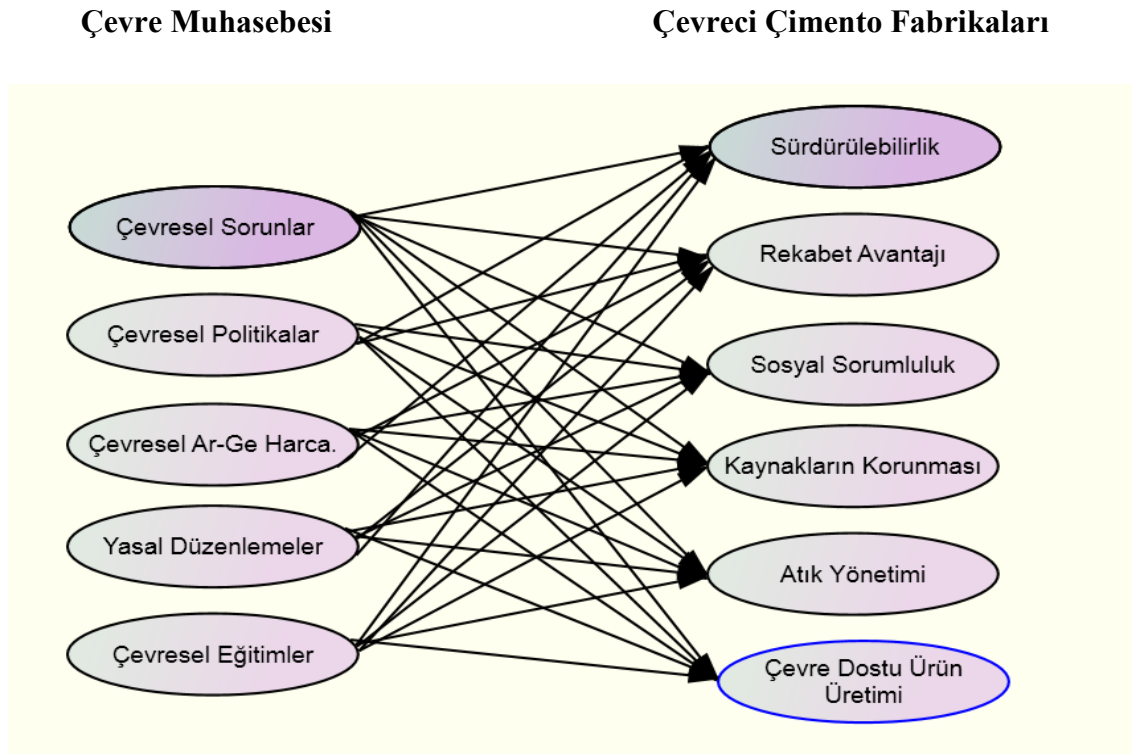 Çevre Muhasebesi
Çevreci Çimento Fabrikaları
Çevresel Sorunlar
Çevresel Politikalar
Çevresel Ar-Ge Harca.
Yasal Düzenlemeler
Çevresel Eğitimler
Sürdürülebilirlik
Rekabet Avantajı
Sosyal Sorumluluk
Kaynakların Korunması
Atık Yönetimi
Çevre Dostu Ürün
Üretimi